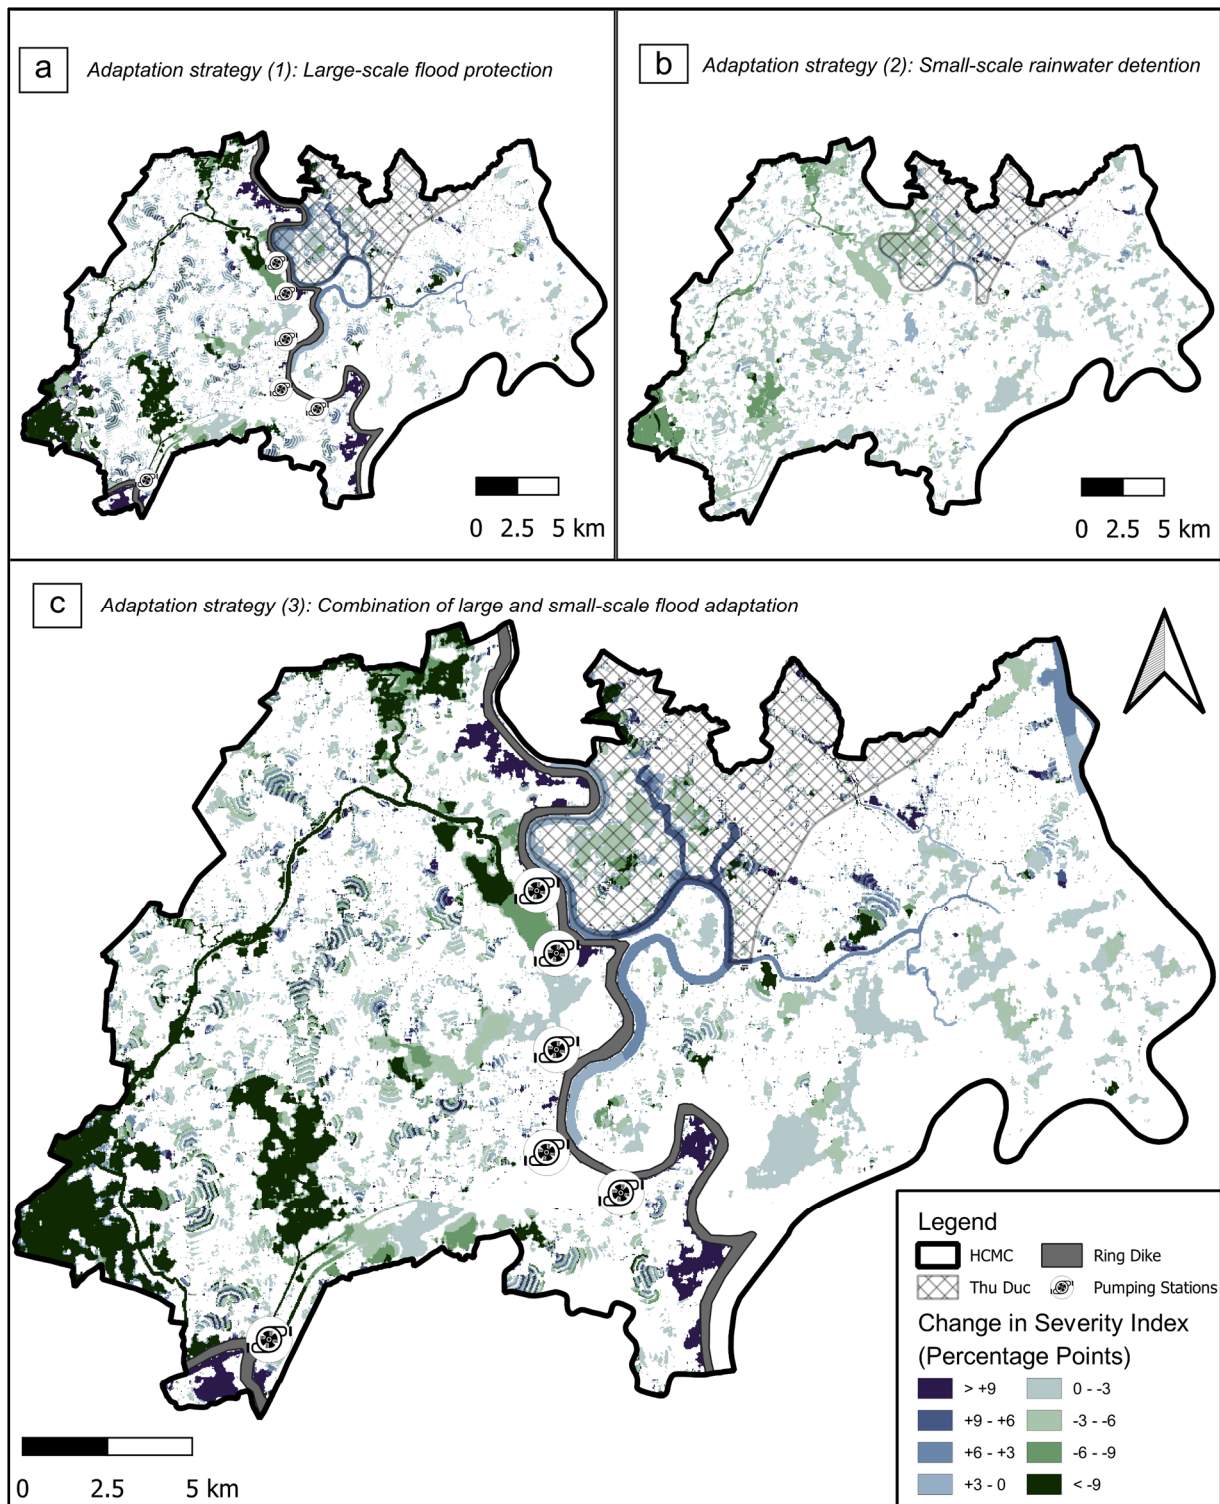 a
Adaptation strategy (1): Large-scale flood protection
b
Adaptation strategy (2): Small-scale rainwater detention
0 2.5 5 km
0 2.5 5 km
c
Adaptation strategy (3): Combination of large and small-scale flood adaptation
0 2.5 5 km
Legend
HCMC
Ring Dike
Thu Duc
Pumping Stations
Change in Severity Index
(Percentage Points)
> +9
0 - -3
+9 - +6
-3 - -6
+6 - +3
-6 - -9
+3 - 0
< -9